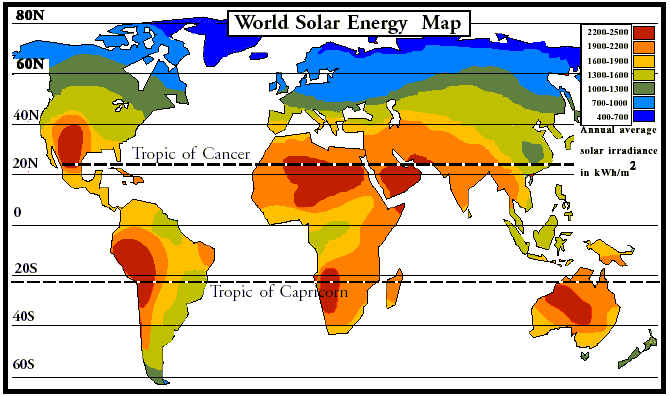 World Solar Energy Map
80N
60N
40N
20N
0
20S
40S
60S
Tropic of Cancer
Tropic of Capricorn
2200-2500
1900-2200
1600-1900
1300-1600
1000-1300
700-1000
400-700
Annual average
solar irradiance
in kWh/m2